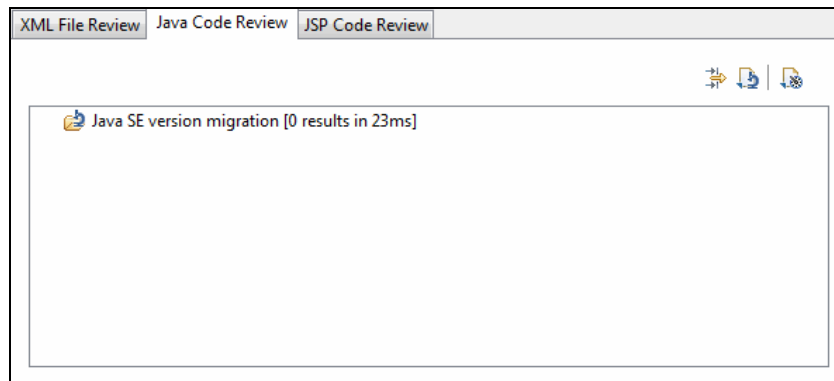 XML File Review Java Code Review JSP Code Review
Java SE version migration [0 results in 23ms]